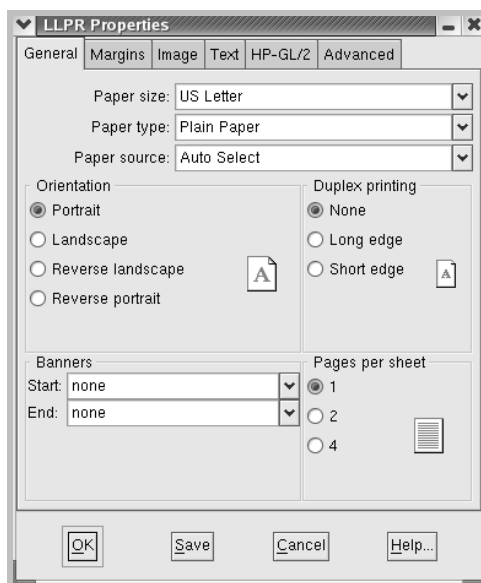 LLPR Properties
General Margins Image Text HP-GL/2 Advanced
Paper size: US Letter
Paper type: Plain Paper
Paper source: Auto Select
Orientation
Portrait
Landscape
Reverse landscape
Reverse portrait
A
Duplex printing
None
Long edge
Short edge
A
Banners
Start: none
End: none
Pages per sheet
1
2
4
OK Save Cancel Help...